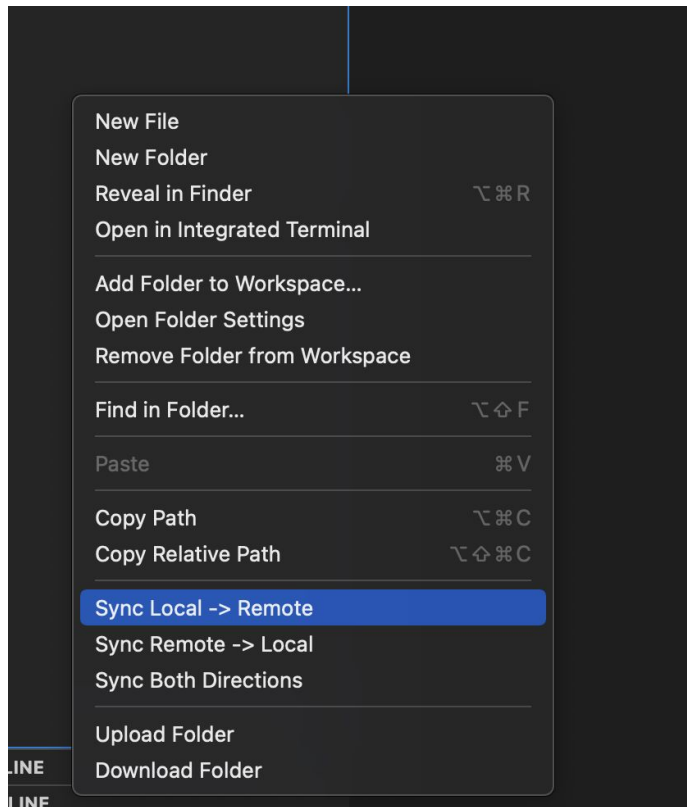 New File
New Folder
Reveal in Finder ⌥⌘R
Open in Integrated Terminal
Add Folder to Workspace...
Open Folder Settings
Remove Folder from Workspace
Find in Folder... ⌥⇧F
Paste ⌘V
Copy Path ⌥⌘C
Copy Relative Path ⌥⇧⌘C
Sync Local -> Remote
Sync Remote -> Local
Sync Both Directions
Upload Folder
LINE
Download Folder
LINE